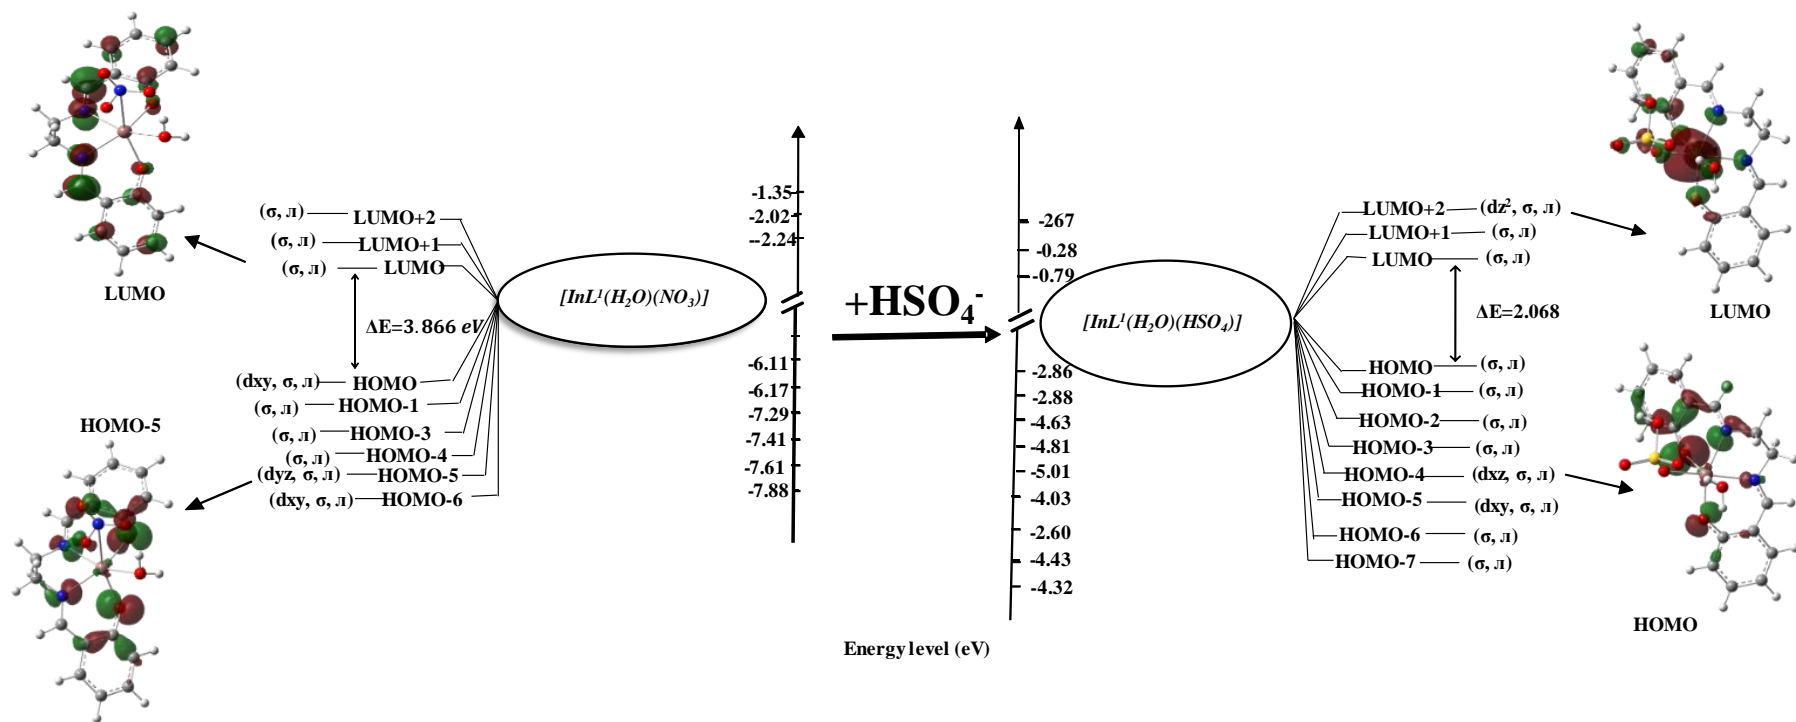 LUMO
(σ, л)
LUMO+2
(σ, л)
LUMO+1
(σ, л)
LUMO
ΔE=3.866 eV
(dxy, σ, л)
HOMO
(σ, л)
HOMO-1
(σ, л)
HOMO-3
(σ, л)
HOMO-4
(dyz, σ, л)
HOMO-5
(dxy, σ, л)
HOMO-6
HOMO-5
[InL¹(H₂O)(NO₃)]
-1.35
-2.02
--2.24
-6.11
-6.17
-7.29
-7.41
-7.61
-7.88
+HSO₄⁻
-267
-0.28
-0.79
-2.86
-2.88
-4.63
-4.81
-5.01
-4.03
-2.60
-4.43
-4.32
Energy level (eV)
[InL¹(H₂O)(HSO₄)]
LUMO+2
(dz², σ, л)
LUMO+1
(σ, л)
LUMO
(σ, л)
ΔE=2.068
HOMO
(σ, л)
HOMO-1
(σ, л)
HOMO-2
(σ, л)
HOMO-3
(σ, л)
HOMO-4
(dxz, σ, л)
HOMO-5
(dxy, σ, л)
HOMO-6
(σ, л)
HOMO-7
(σ, л)
LUMO
HOMO